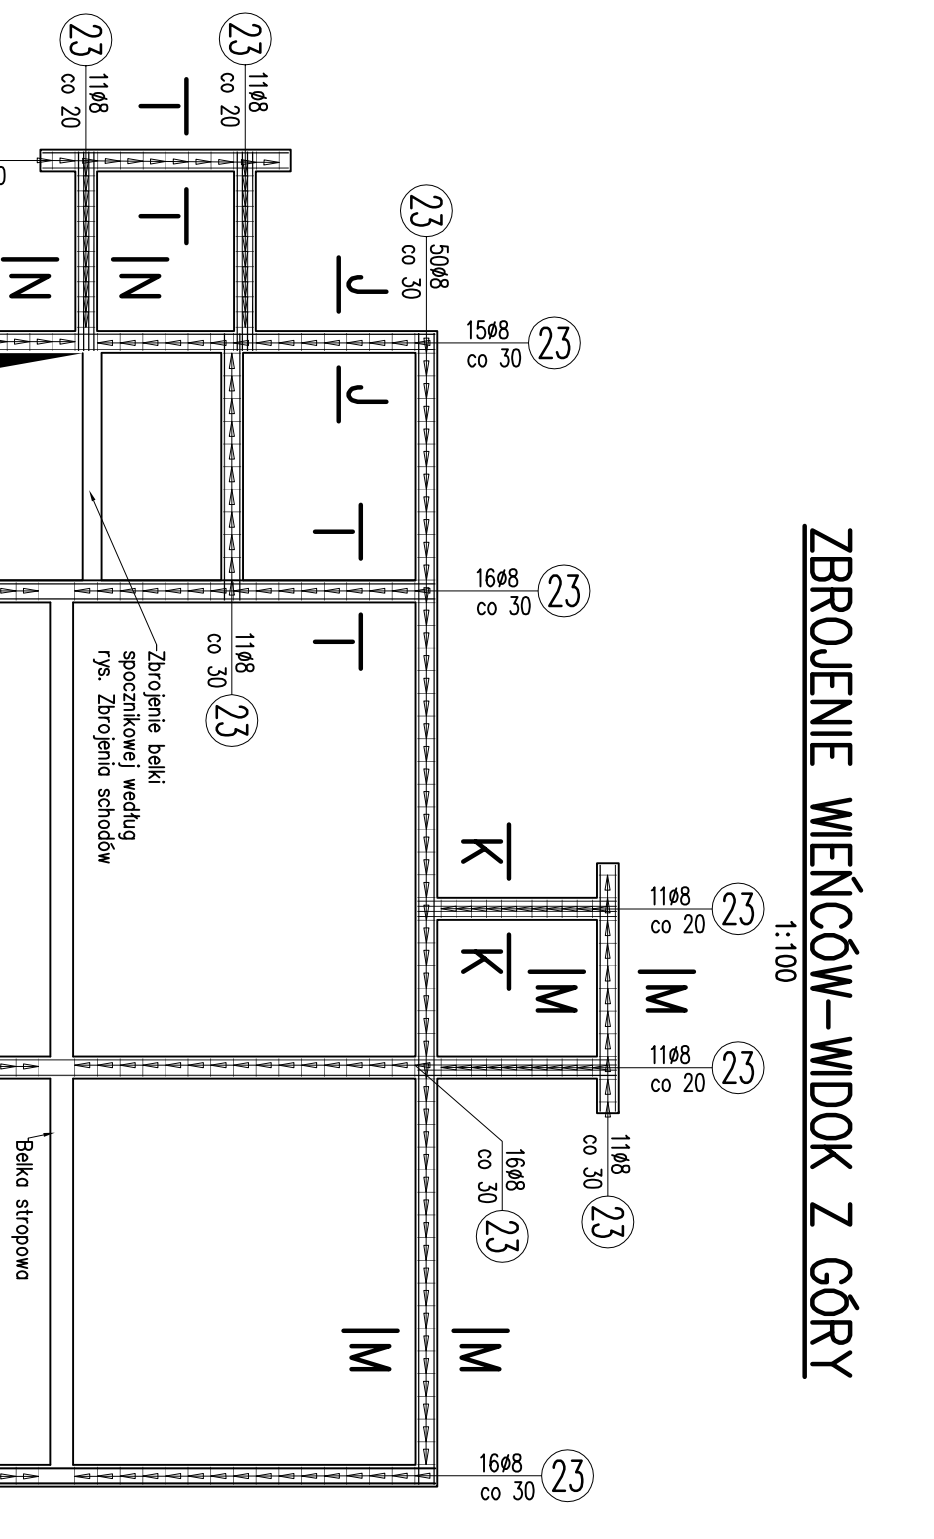 ZBROJENIE WIEŃCÓW-WIDOK Z GÓRY
1:100
23
11ø8
co 20
23
11ø8
co 20
T
T
N
N
23
50ø8
co 30
J
J
15ø8
co 30
23
T
T
16ø8
co 30
23
11ø8
co 30
23
Zbrojenie belki
spocznikowej według
rys. Zbrojenia schodów
K
K
11ø8
co 20
23
M
M
11ø8
co 20
23
11ø8
co 30
23
16ø8
co 30
23
Belka stropowa
M
M
16ø8
co 30
23